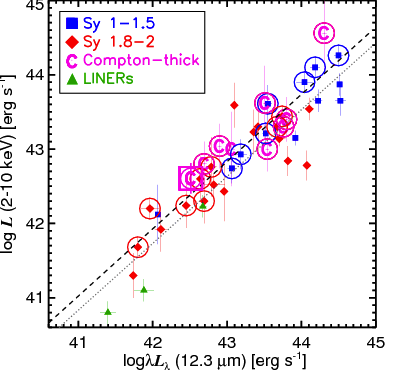 45
44
43
42
41
log L (2-10 keV) [erg s⁻¹]
Sy 1-1.5
Sy 1.8-2
C Compton-thick
LINERs
C
C
C
C
C
C
C
C
C
41 42 43 44 45
logλL_λ (12.3 μm) [erg s⁻¹]